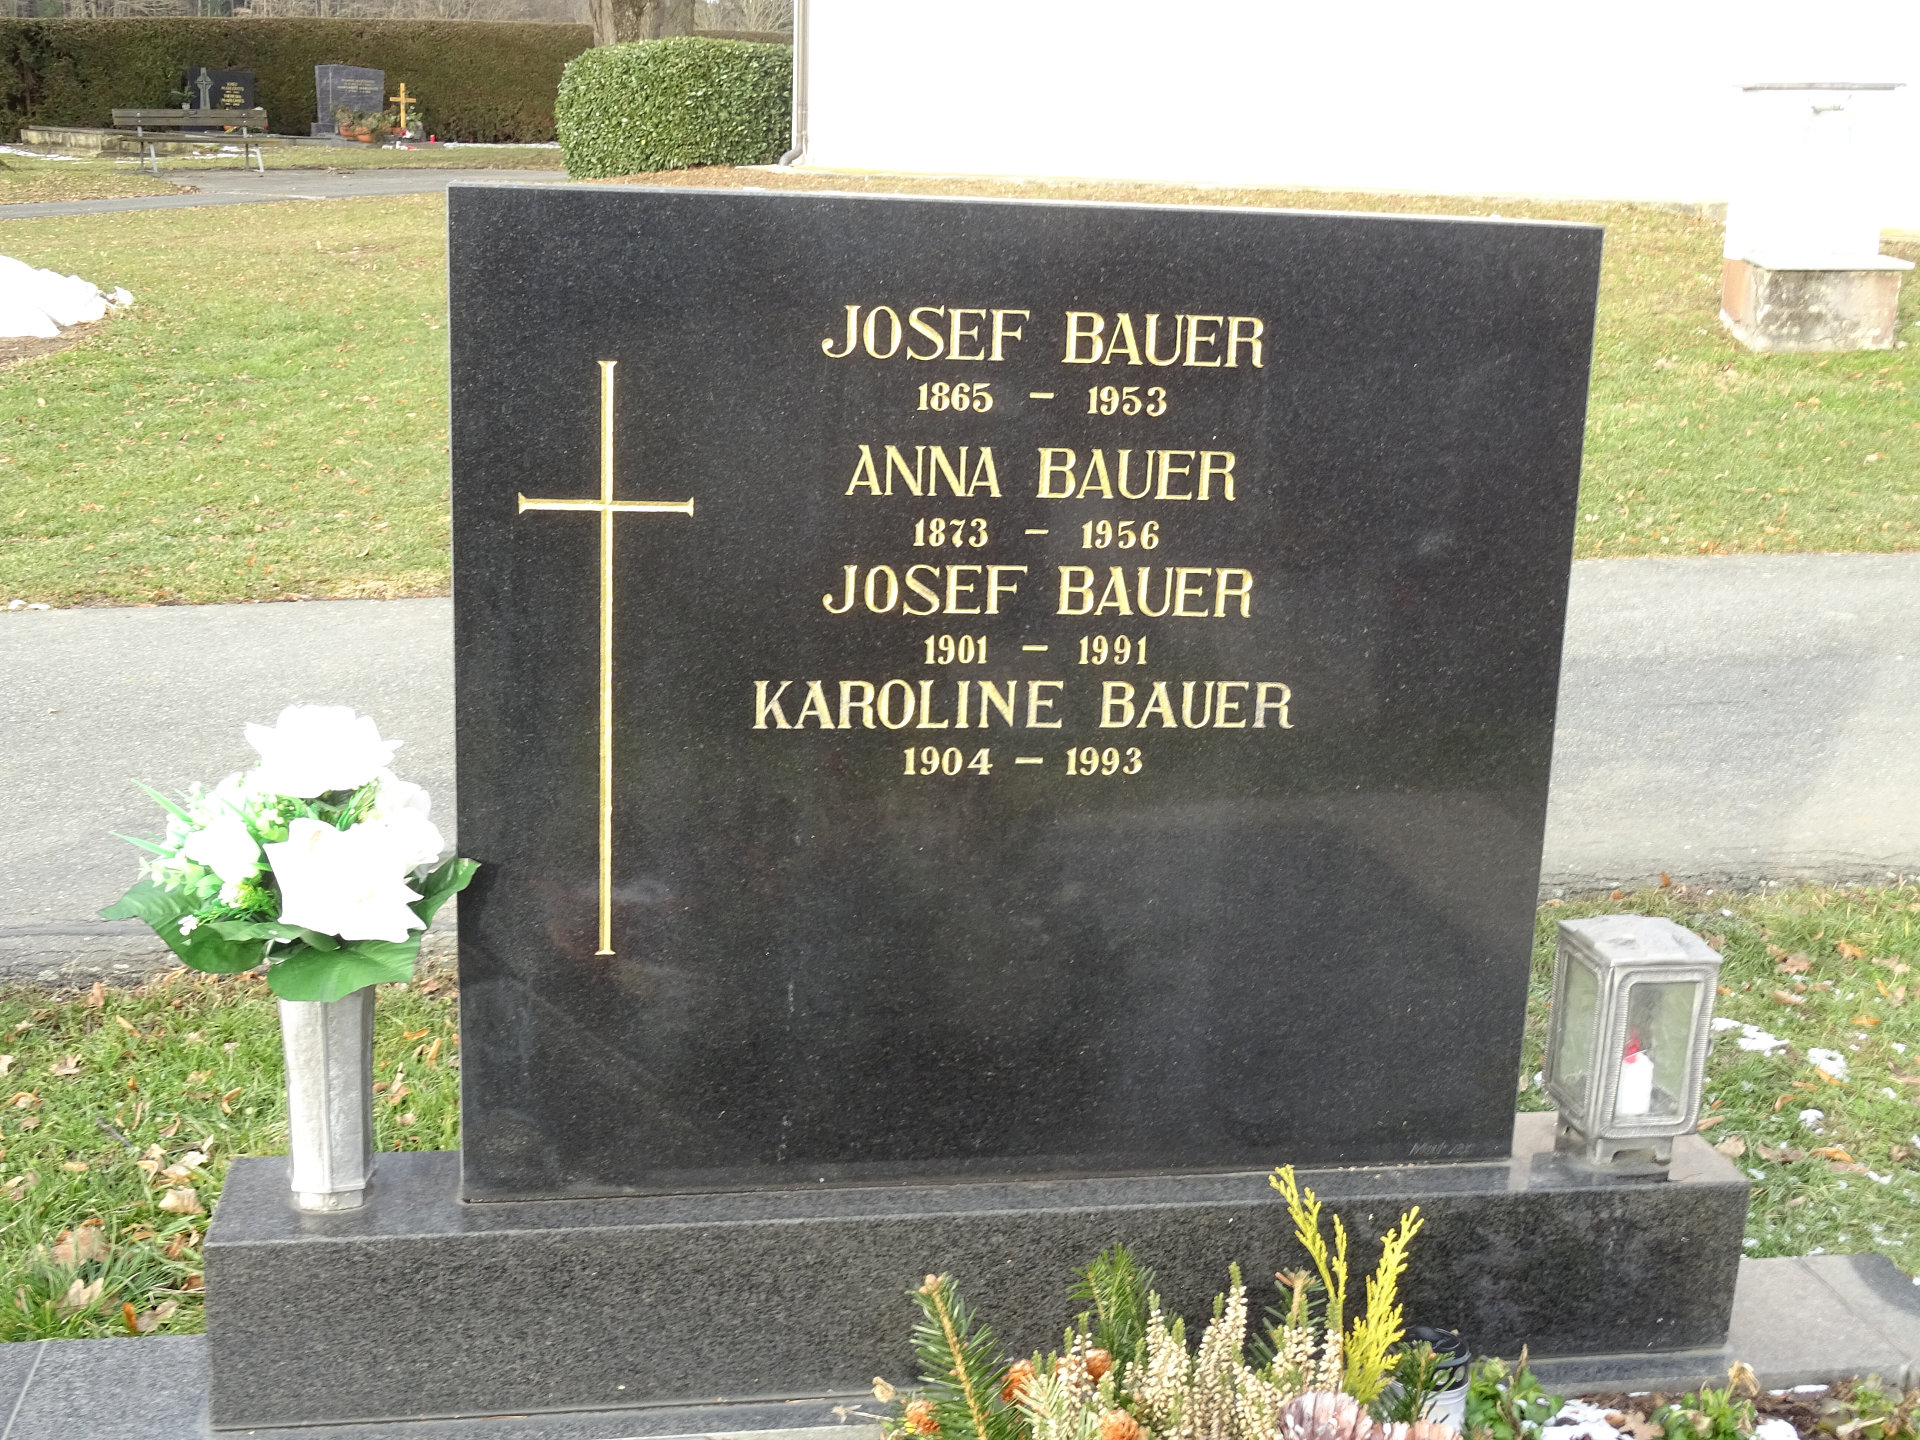 JOSEF BAUER
1865 – 1953
ANNA BAUER
1873 – 1956
JOSEF BAUER
1901 – 1991
KAROLINE BAUER
1904 – 1993